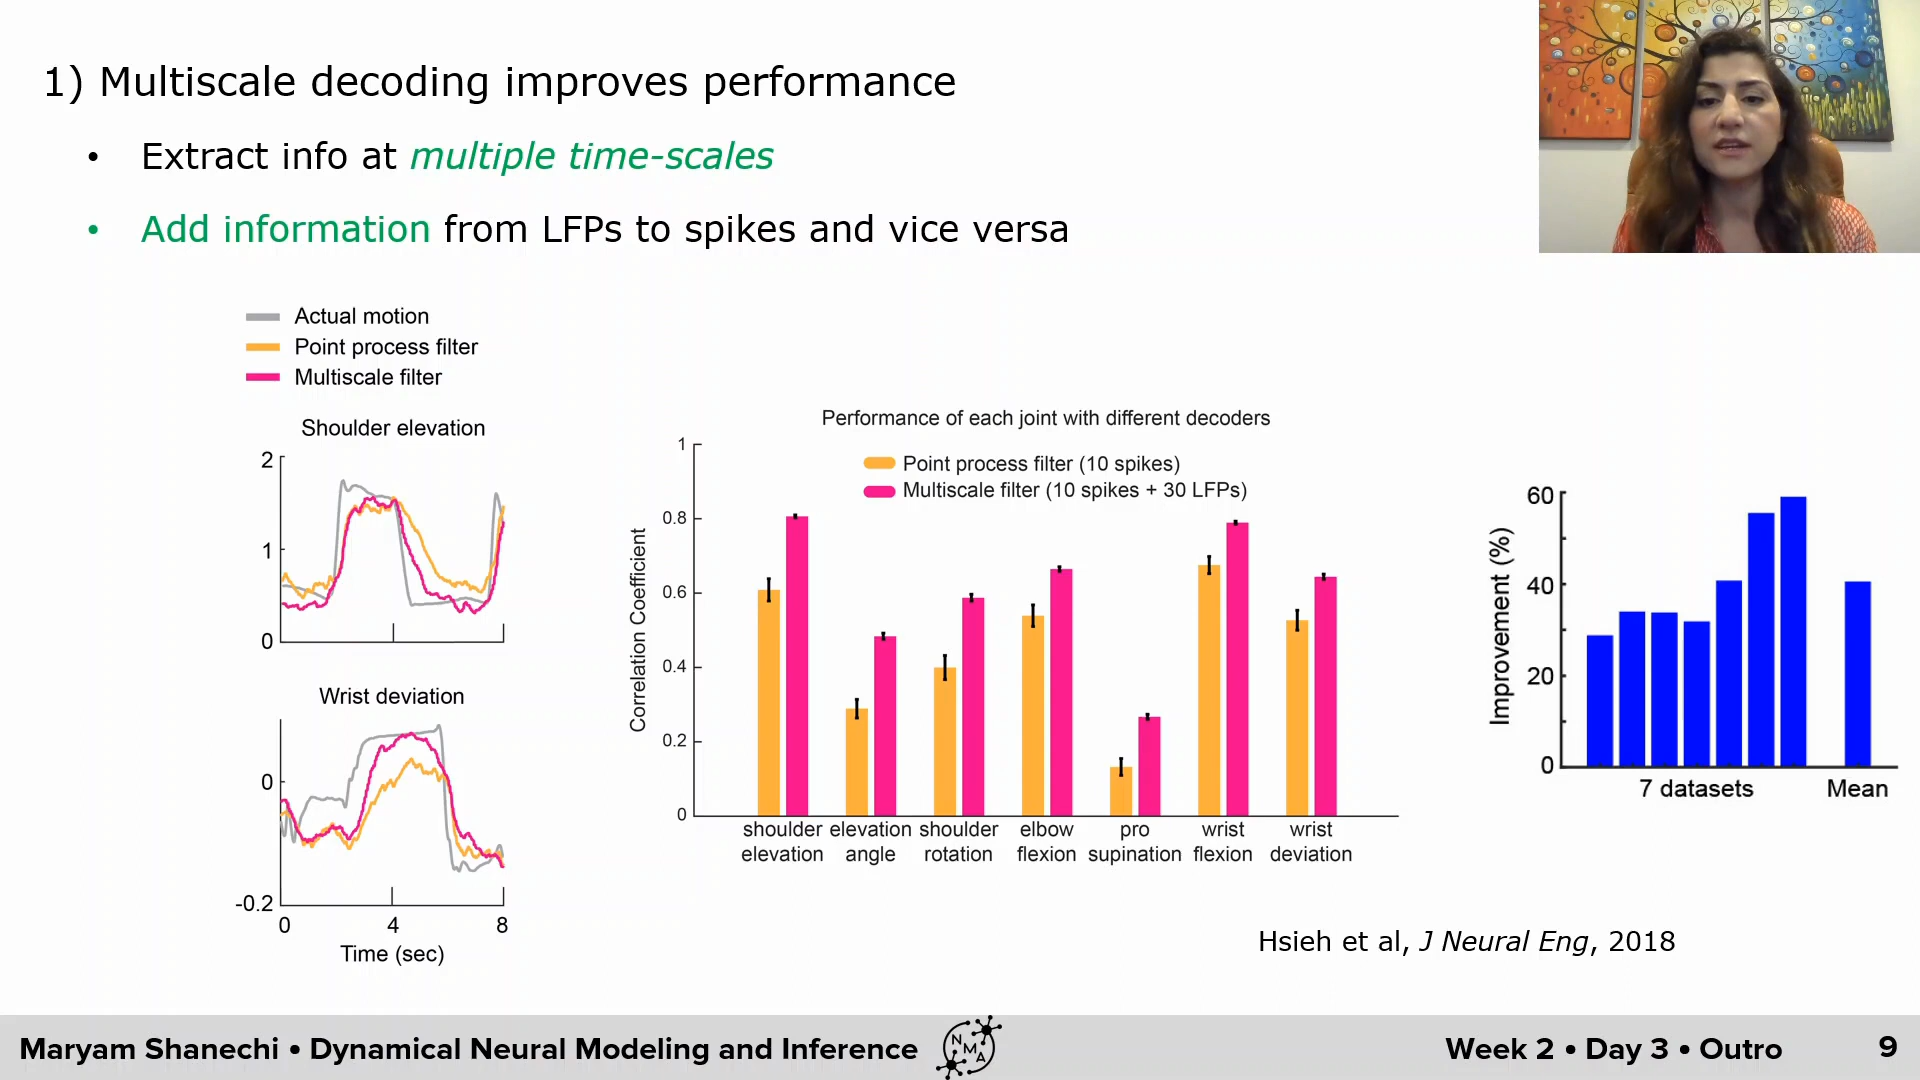 1) Multiscale decoding improves performance
• Extract info at multiple time-scales
• Add information from LFPs to spikes and vice versa
Actual motion
Point process filter
Multiscale filter
Shoulder elevation
2
1
0
Wrist deviation
0
-0.2
0 4 8
Time (sec)
Performance of each joint with different decoders
Point process filter (10 spikes)
Multiscale filter (10 spikes + 30 LFPs)
Correlation Coefficient
1
0.8
0.6
0.4
0.2
0
shoulder elevation shoulder elbow pro wrist wrist
elevation angle rotation flexion supination flexion deviation
Improvement (%)
60
40
20
0
7 datasets Mean
Hsieh et al, J Neural Eng, 2018
Maryam Shanechi • Dynamical Neural Modeling and Inference
NMA
Week 2 • Day 3 • Outro
9